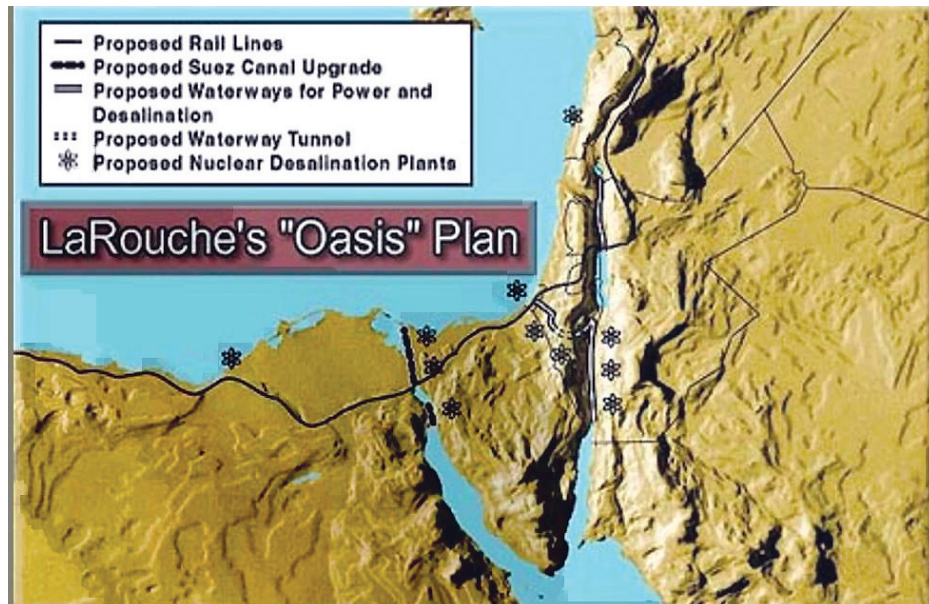 Proposed Rail Lines
Proposed Suez Canal Upgrade
Proposed Waterways for Power and
Desalination
Proposed Waterway Tunnel
Proposed Nuclear Desalination Plants
LaRouche's "Oasis" Plan